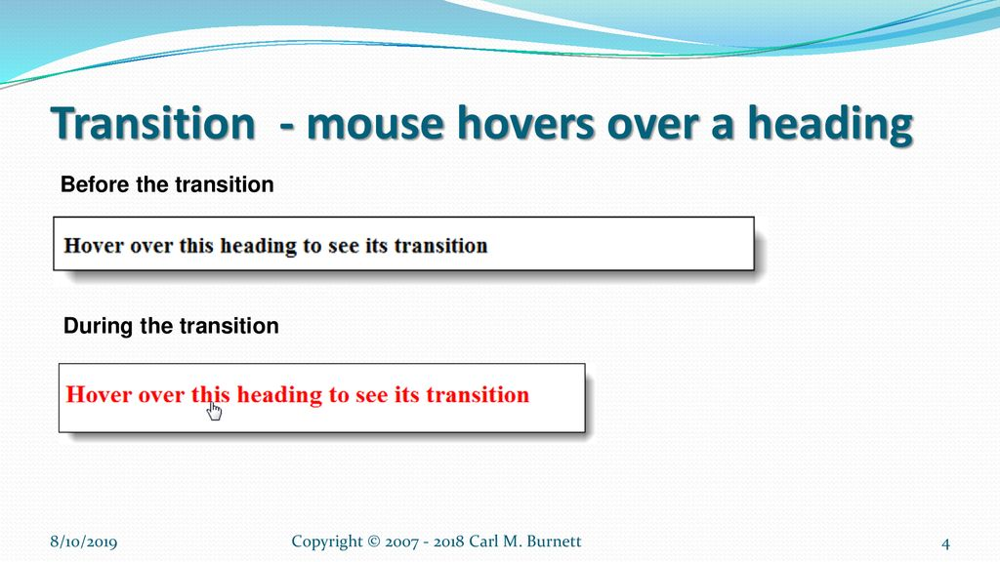 Transition - mouse hovers over a heading
Before the transition
Hover over this heading to see its transition
During the transition
Hover over this heading to see its transition
8/10/2019
Copyright © 2007 - 2018 Carl M. Burnett
4